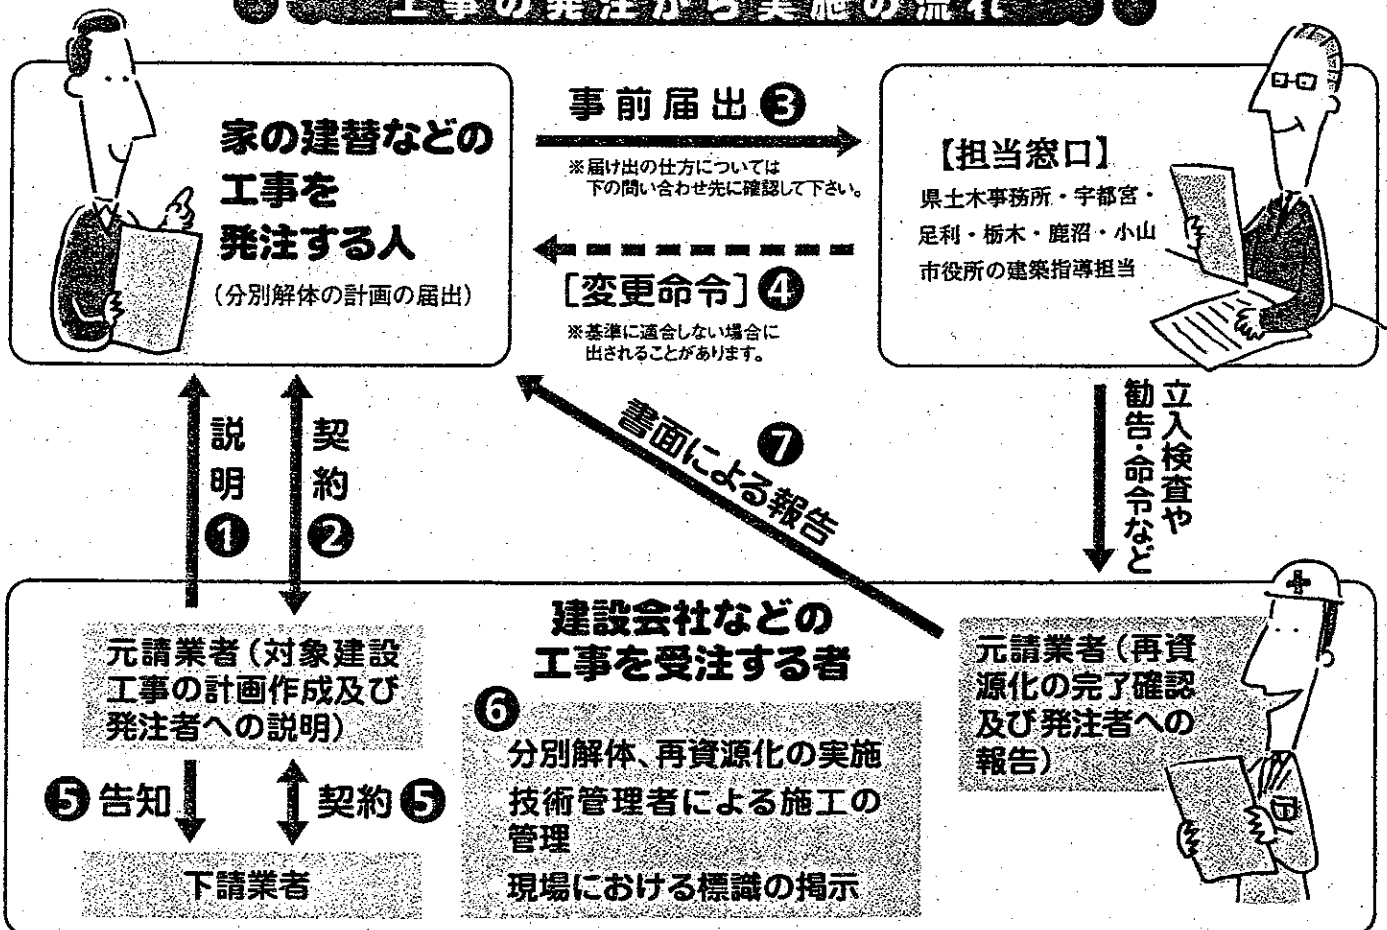 工事の発注から実施の流れ
家の建替などの
工事を
発注する人
(分別解体の計画の届出)
事前届出❸
※届け出の仕方については
下の問い合わせ先に確認して下さい。
[変更命令]❹
※基準に適合しない場合に
出されることがあります。
【担当窓口】
県土木事務所・宇都宮・
足利・栃木・鹿沼・小山
市役所の建築指導担当
説明❶
契約❷
書面による報告❼
立入検査や
勧告・命令など
建設会社などの
工事を受注する者
元請業者(対象建設
工事の計画作成及び
発注者への説明)
❺告知
契約❺
下請業者
❻
分別解体、再資源化の実施
技術管理者による施工の
管理
現場における標識の掲示
元請業者(再資
源化の完了確認
及び発注者への
報告)